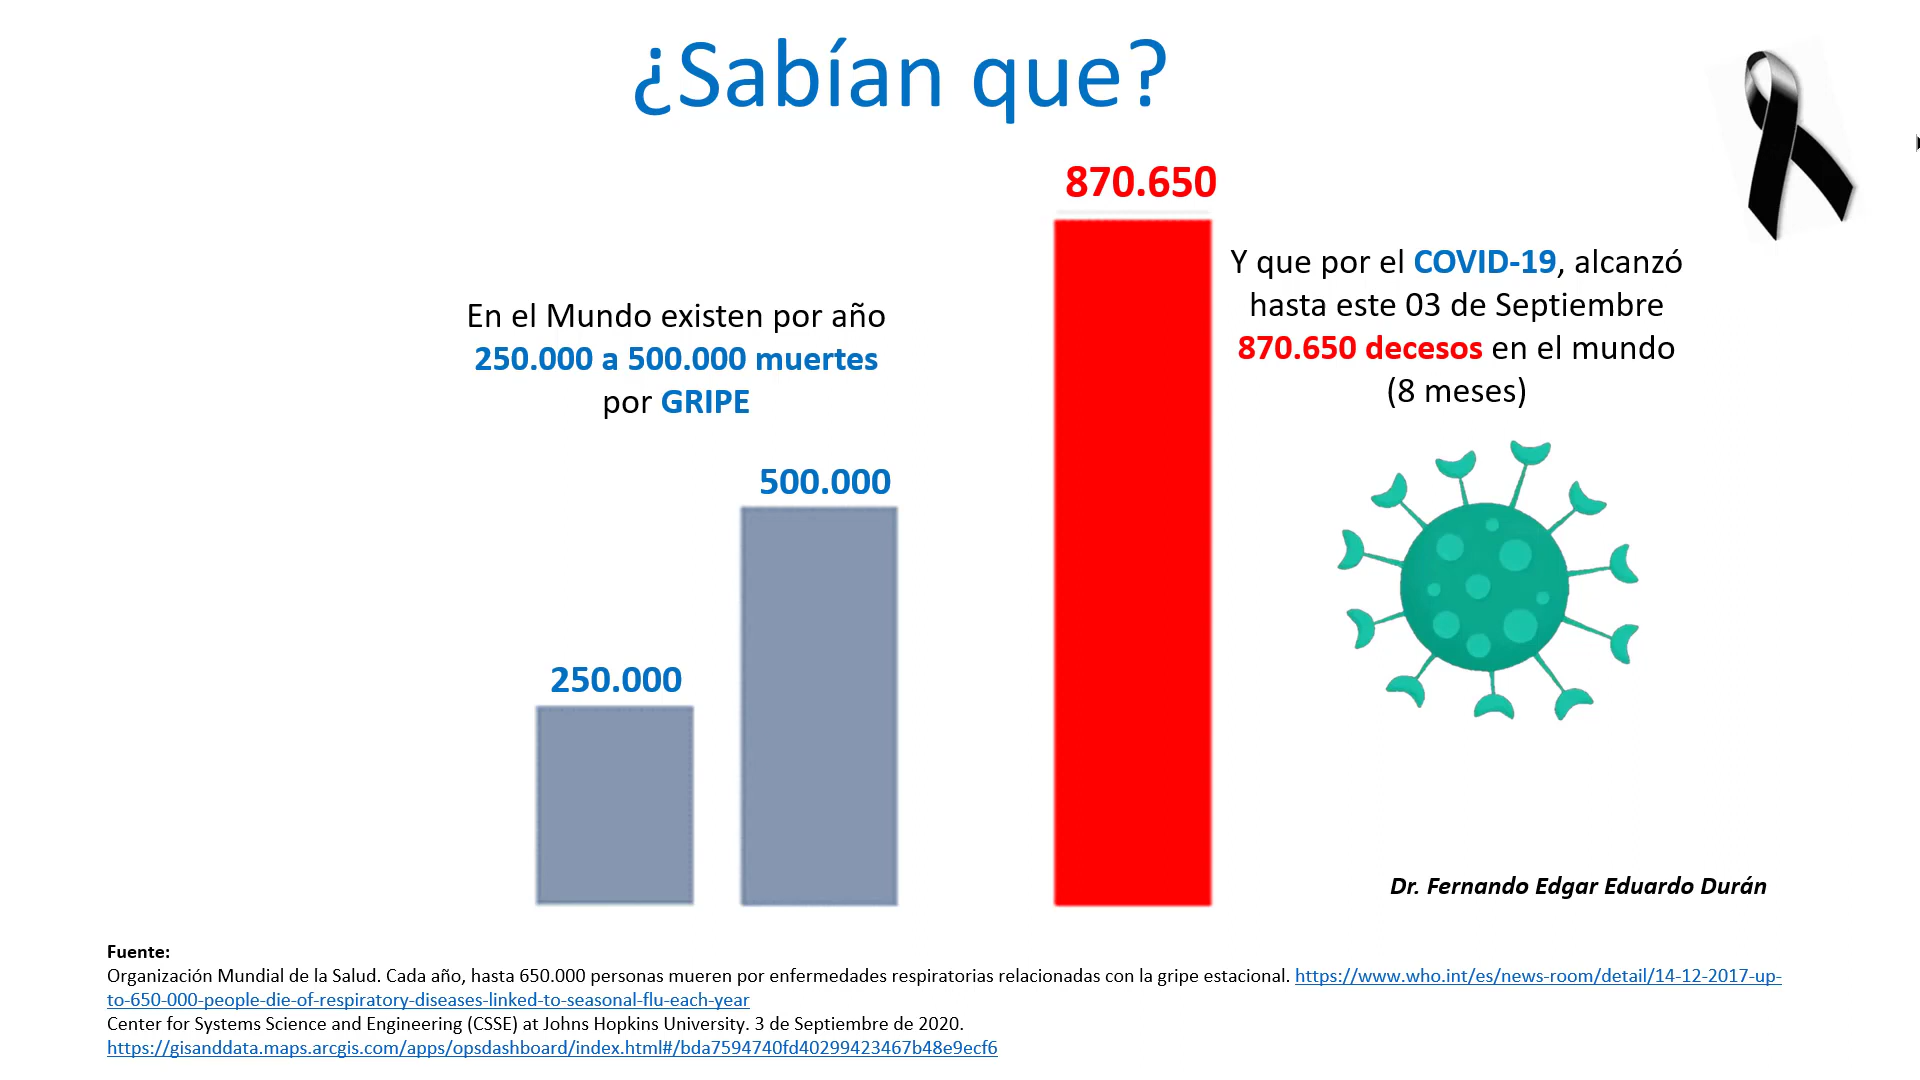 ¿Sabían que?
870.650
Y que por el COVID-19, alcanzó
hasta este 03 de Septiembre
870.650 decesos en el mundo
(8 meses)
En el Mundo existen por año
250.000 a 500.000 muertes
por GRIPE
500.000
250.000
Dr. Fernando Edgar Eduardo Durán
Fuente:
Organización Mundial de la Salud. Cada año, hasta 650.000 personas mueren por enfermedades respiratorias relacionadas con la gripe estacional. https://www.who.int/es/news-room/detail/14-12-2017-up-
to-650-000-people-die-of-respiratory-diseases-linked-to-seasonal-flu-each-year
Center for Systems Science and Engineering (CSSE) at Johns Hopkins University. 3 de Septiembre de 2020.
https://gisanddata.maps.arcgis.com/apps/opsdashboard/index.html#/bda7594740fd40299423467b48e9ecf6